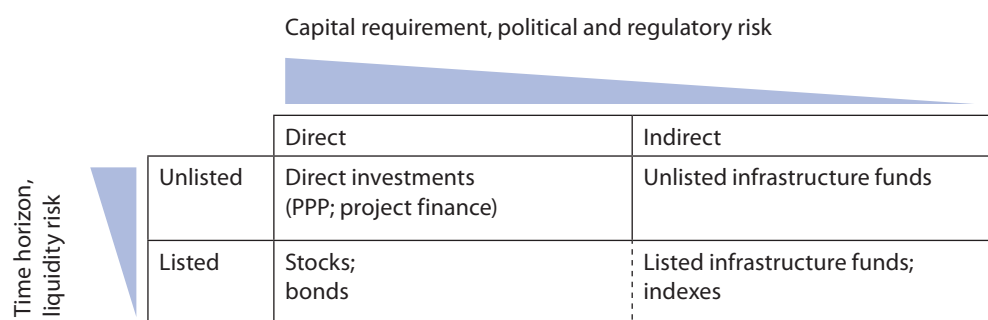 Capital requirement, political and regulatory risk
Direct
Indirect
Time horizon,
liquidity risk
Unlisted
Direct investments
(PPP; project finance)
Unlisted infrastructure funds
Listed
Stocks;
bonds
Listed infrastructure funds;
indexes